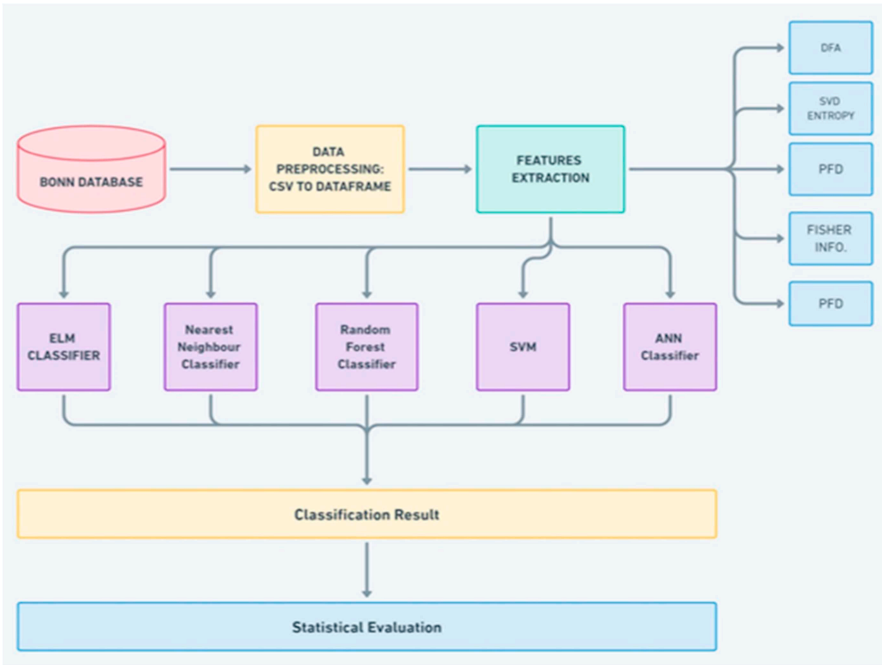 DFA
SVD
ENTROPY
BONN DATABASE
DATA
PREPROCESSING:
CSV TO DATAFRAME
FEATURES
EXTRACTION
PFD
FISHER
INFO.
PFD
ELM
CLASSIFIER
Nearest
Neighbour
Classifier
Random
Forest
Classifier
SVM
ANN
Classifier
Classification Result
Statistical Evaluation